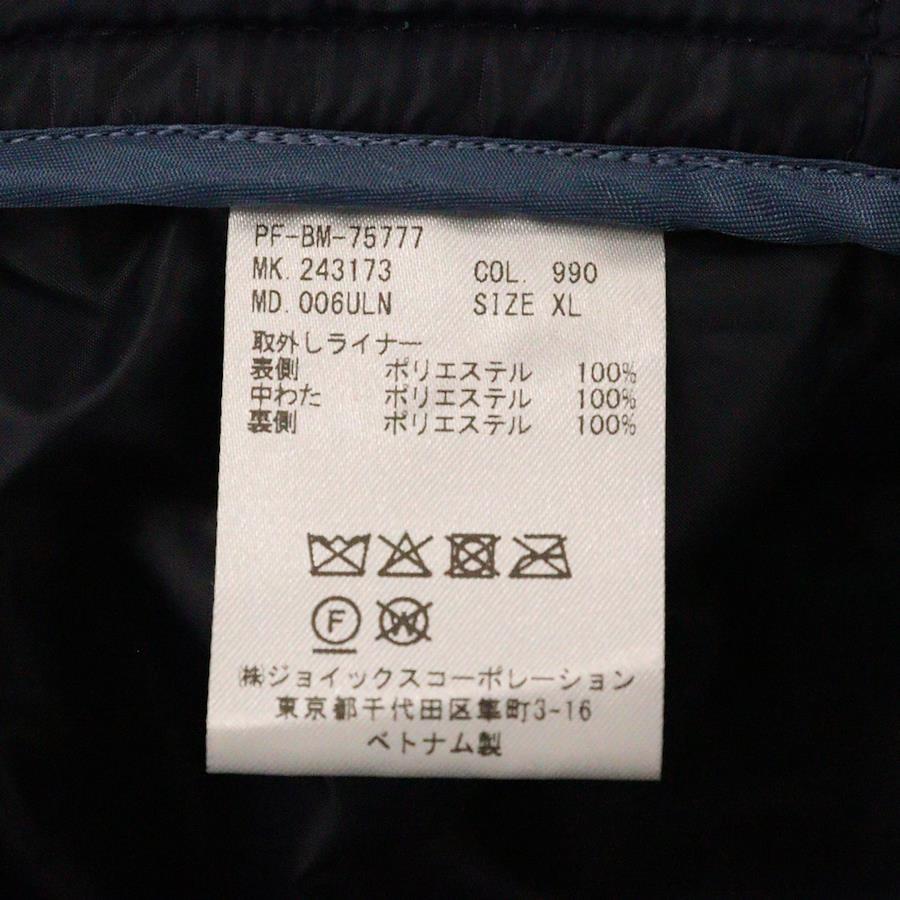 PF-BM-75777
MK. 243173 COL. 990
MD. 006ULN SIZE XL
取外しライナー
表側 ポリエステル 100%
中わた ポリエステル 100%
裏側 ポリエステル 100%
F W
㈱ジョイックスコーポレーション
東京都千代田区隼町3-16
ベトナム製